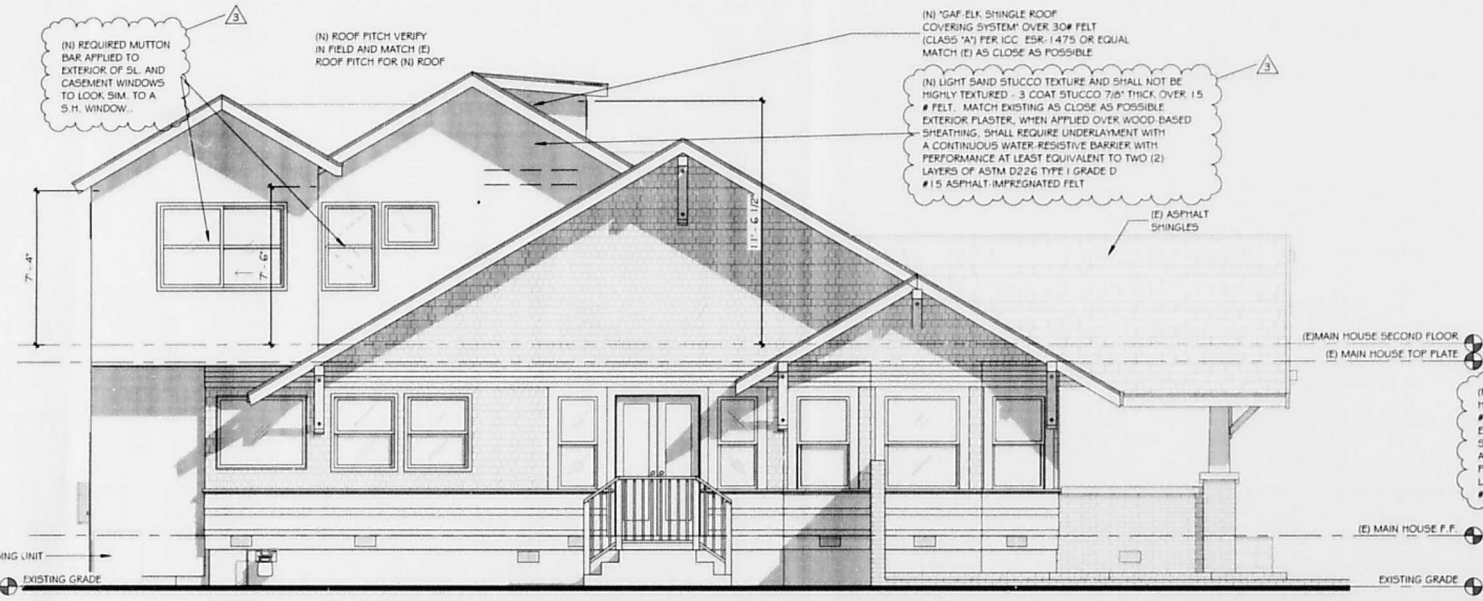 3
(N) REQUIRED MUTTON
BAR APPLIED TO
EXTERIOR OF SL. AND
CASEMENT WINDOWS
TO LOOK SIM. TO A
S.H. WINDOW..
(N) ROOF PITCH VERIFY
IN FIELD AND MATCH (E)
ROOF PITCH FOR (N) ROOF
(N) "GAF-ELK SHINGLE ROOF
COVERING SYSTEM" OVER 30# FELT
(CLASS "A") PER ICC ESR-1475 OR EQUAL
MATCH (E) AS CLOSE AS POSSIBLE
3
(N) LIGHT SAND STUCCO TEXTURE AND SHALL NOT BE
HIGHLY TEXTURED - 3 COAT STUCCO 7/8" THICK OVER 15
# FELT. MATCH EXISTING AS CLOSE AS POSSIBLE
EXTERIOR PLASTER, WHEN APPLIED OVER WOOD-BASED
SHEATHING, SHALL REQUIRE UNDERLAYMENT WITH
A CONTINUOUS WATER-RESISTIVE BARRIER WITH
PERFORMANCE AT LEAST EQUIVALENT TO TWO (2)
LAYERS OF ASTM D226 TYPE I GRADE D
#15 ASPHALT-IMPREGNATED FELT
(E) ASPHALT
SHINGLES
7'-4"
7'-6"
11'-6 1/2"
(E)MAIN HOUSE SECOND FLOOR
(E) MAIN HOUSE TOP PLATE
(E) MAIN HOUSE F.F.
ING UNIT
EXISTING GRADE
EXISTING GRADE